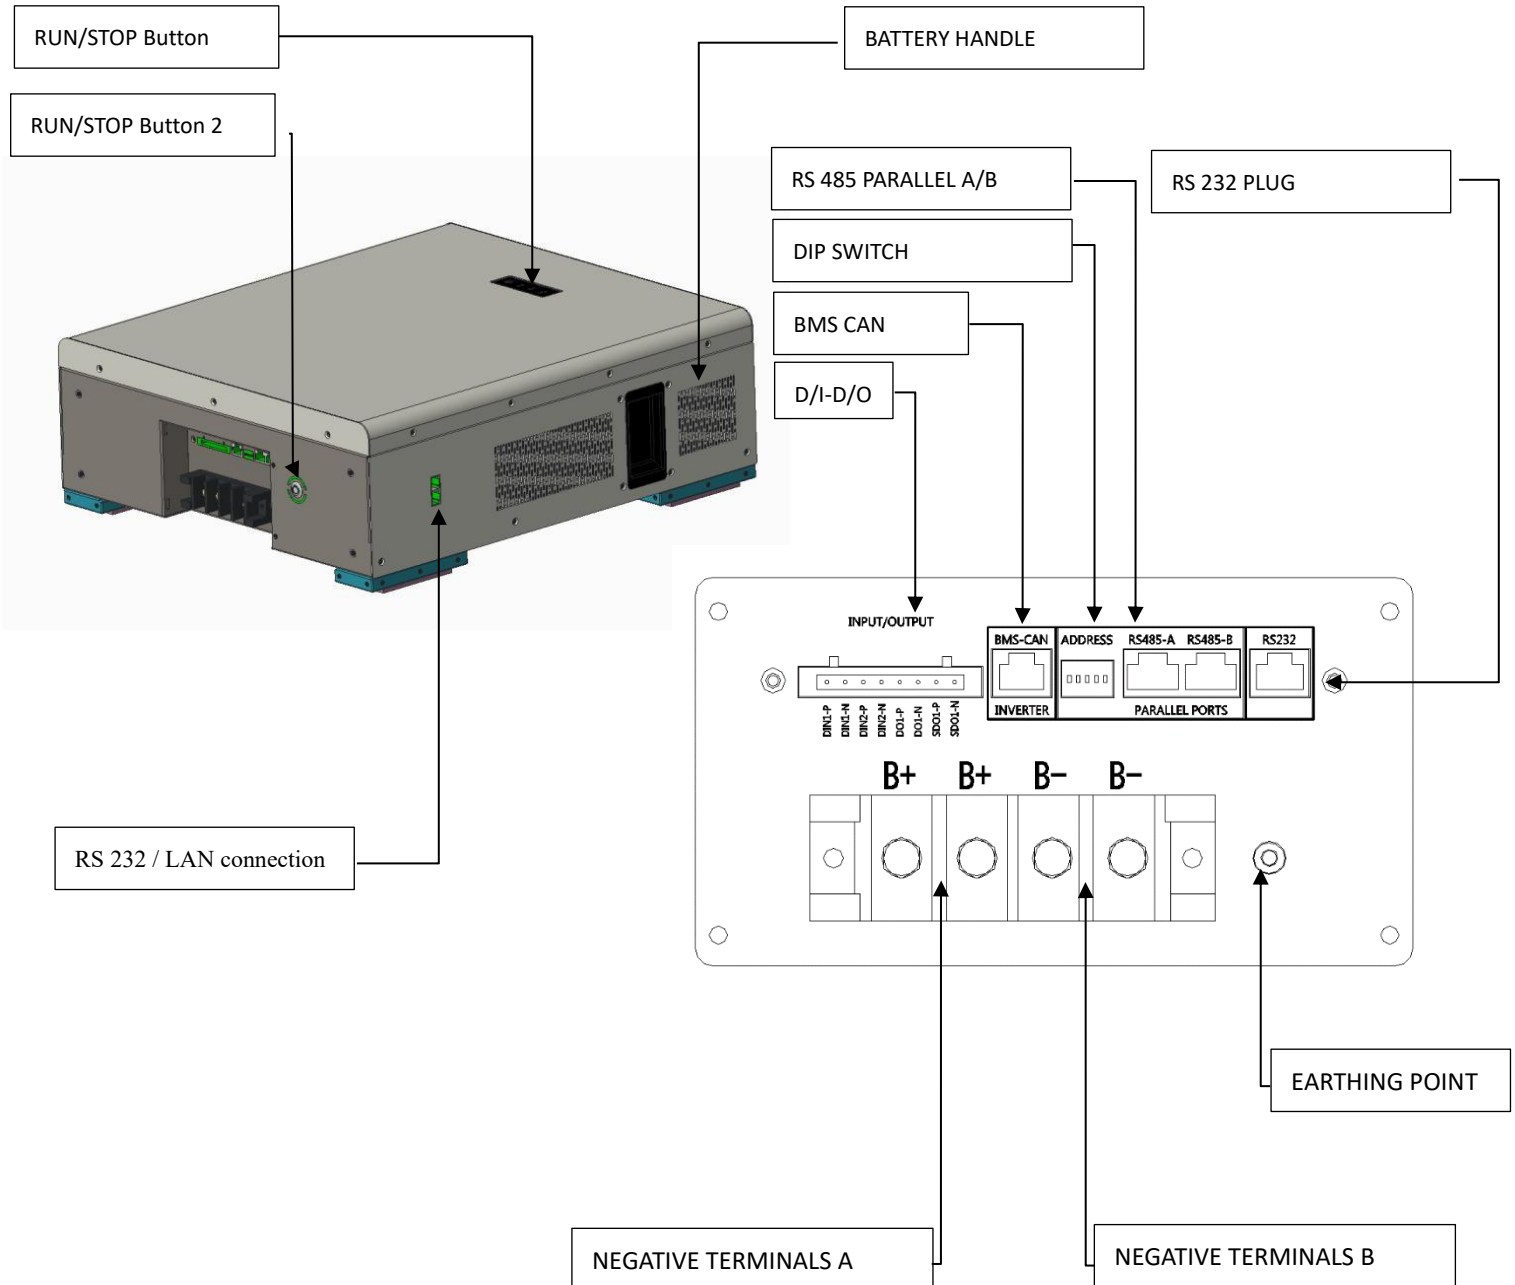 RUN/STOP Button
BATTERY HANDLE
RUN/STOP Button 2
RS 485 PARALLEL A/B
RS 232 PLUG
DIP SWITCH
BMS CAN
D/I-D/O
INPUT/OUTPUT
BMS-CAN ADDRESS RS485-A RS485-B RS232
INVERTER PARALLEL PORTS
DIN1-P
DIN1-N
DIN2-P
DIN2-N
DO1-P
DO1-N
SDO1-P
SDO1-N
B+ B+ B- B-
RS 232 / LAN connection
EARTHING POINT
NEGATIVE TERMINALS A
NEGATIVE TERMINALS B